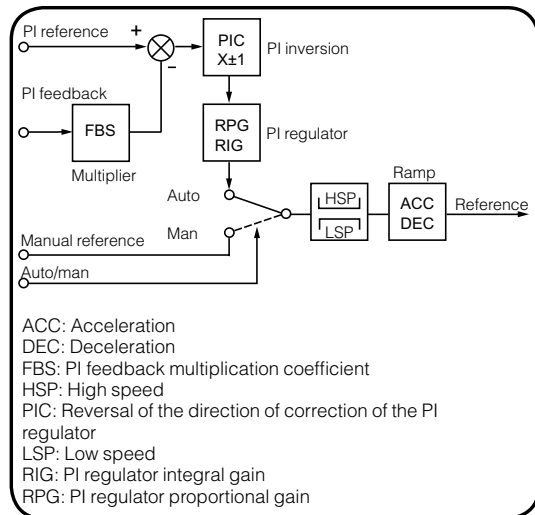 PI reference
+
−
PIC
X±1
PI inversion
PI feedback
FBS
Multiplier
RPG
RIG
PI regulator
Auto
Man
HSP
LSP
Ramp
ACC
DEC
Reference
Manual reference
Auto/man
ACC: Acceleration
DEC: Deceleration
FBS: PI feedback multiplication coefficient
HSP: High speed
PIC: Reversal of the direction of correction of the PI
regulator
LSP: Low speed
RIG: PI regulator integral gain
RPG: PI regulator proportional gain